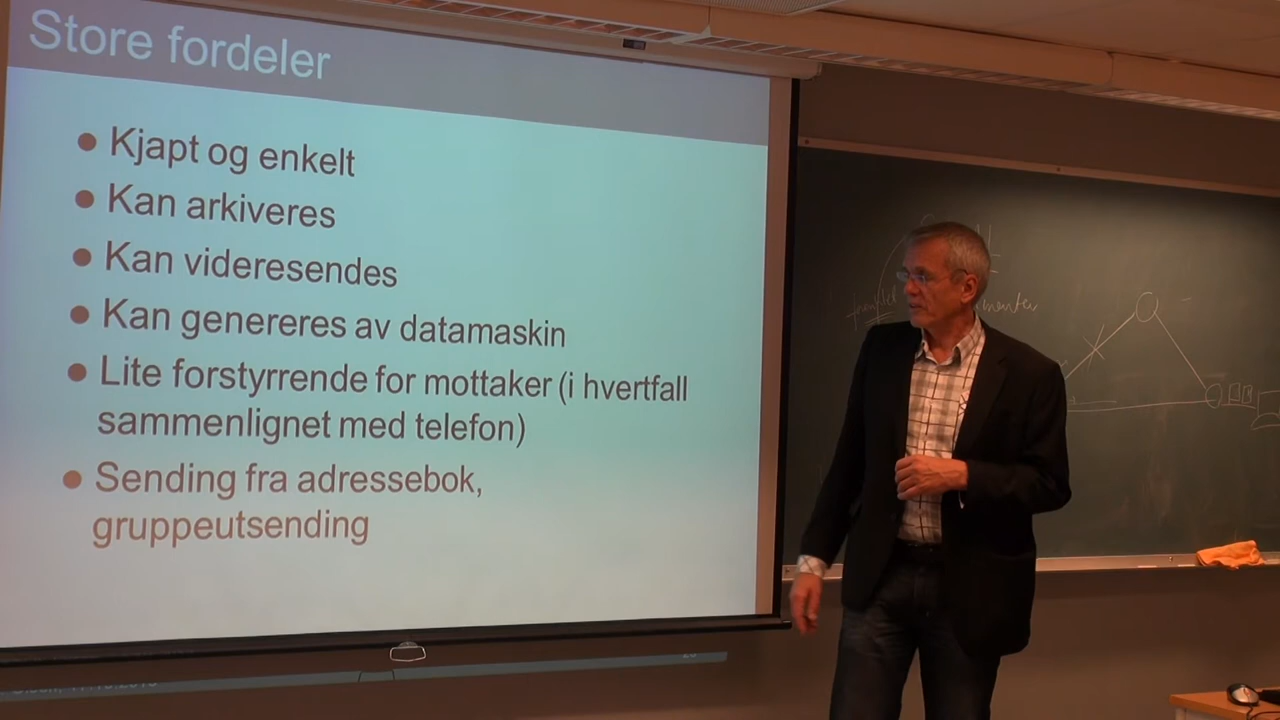 Store fordeler
Kjapt og enkelt
Kan arkiveres
Kan videresendes
Kan genereres av datamaskin
Lite forstyrrende for mottaker (i hvertfall
sammenlignet med telefon)
Sending fra adressebok,
gruppeutsending